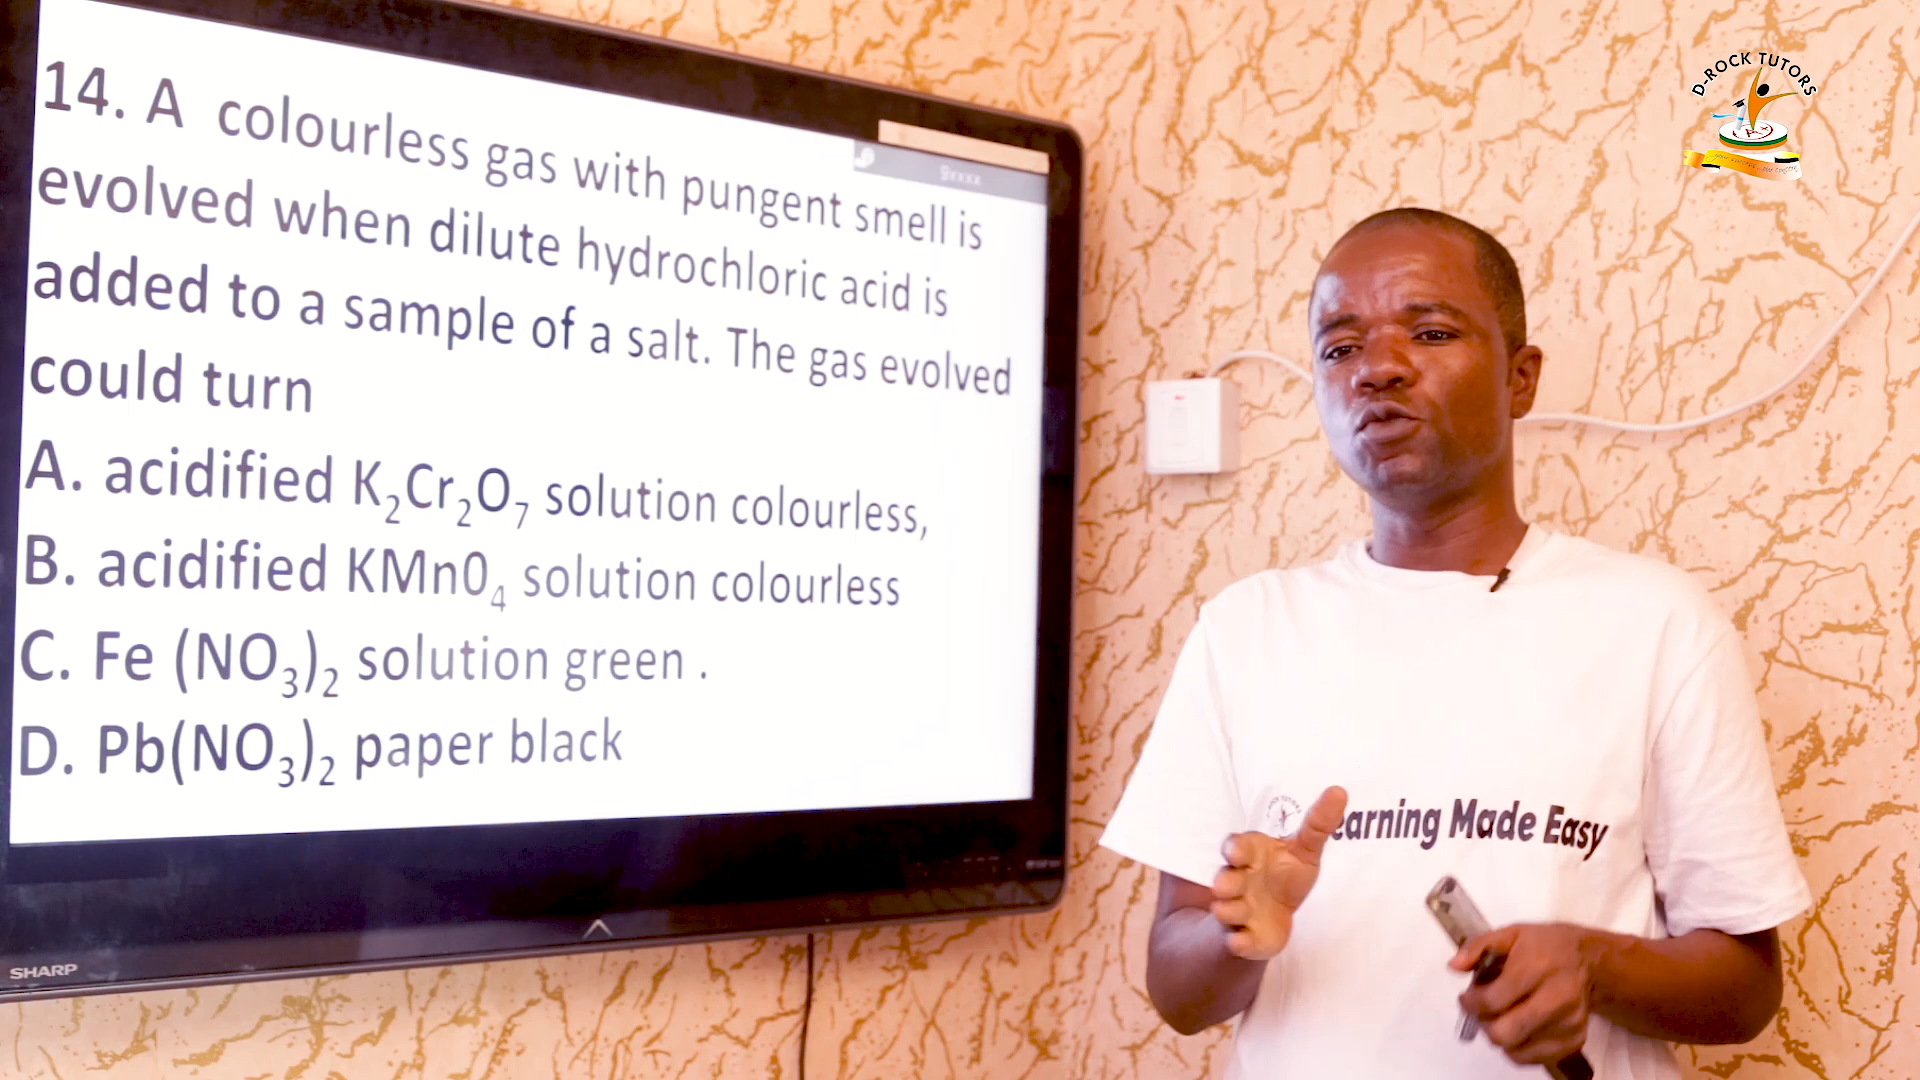 14. A colourless gas with pungent smell is
evolved when dilute hydrochloric acid is
added to a sample of a salt. The gas evolved
could turn
A. acidified K₂Cr₂O₇ solution colourless,
B. acidified KMn0₄ solution colourless
C. Fe (NO₃)₂ solution green .
D. Pb(NO₃)₂ paper black
SHARP
D-ROCK TUTORS
A+
earning Made Easy